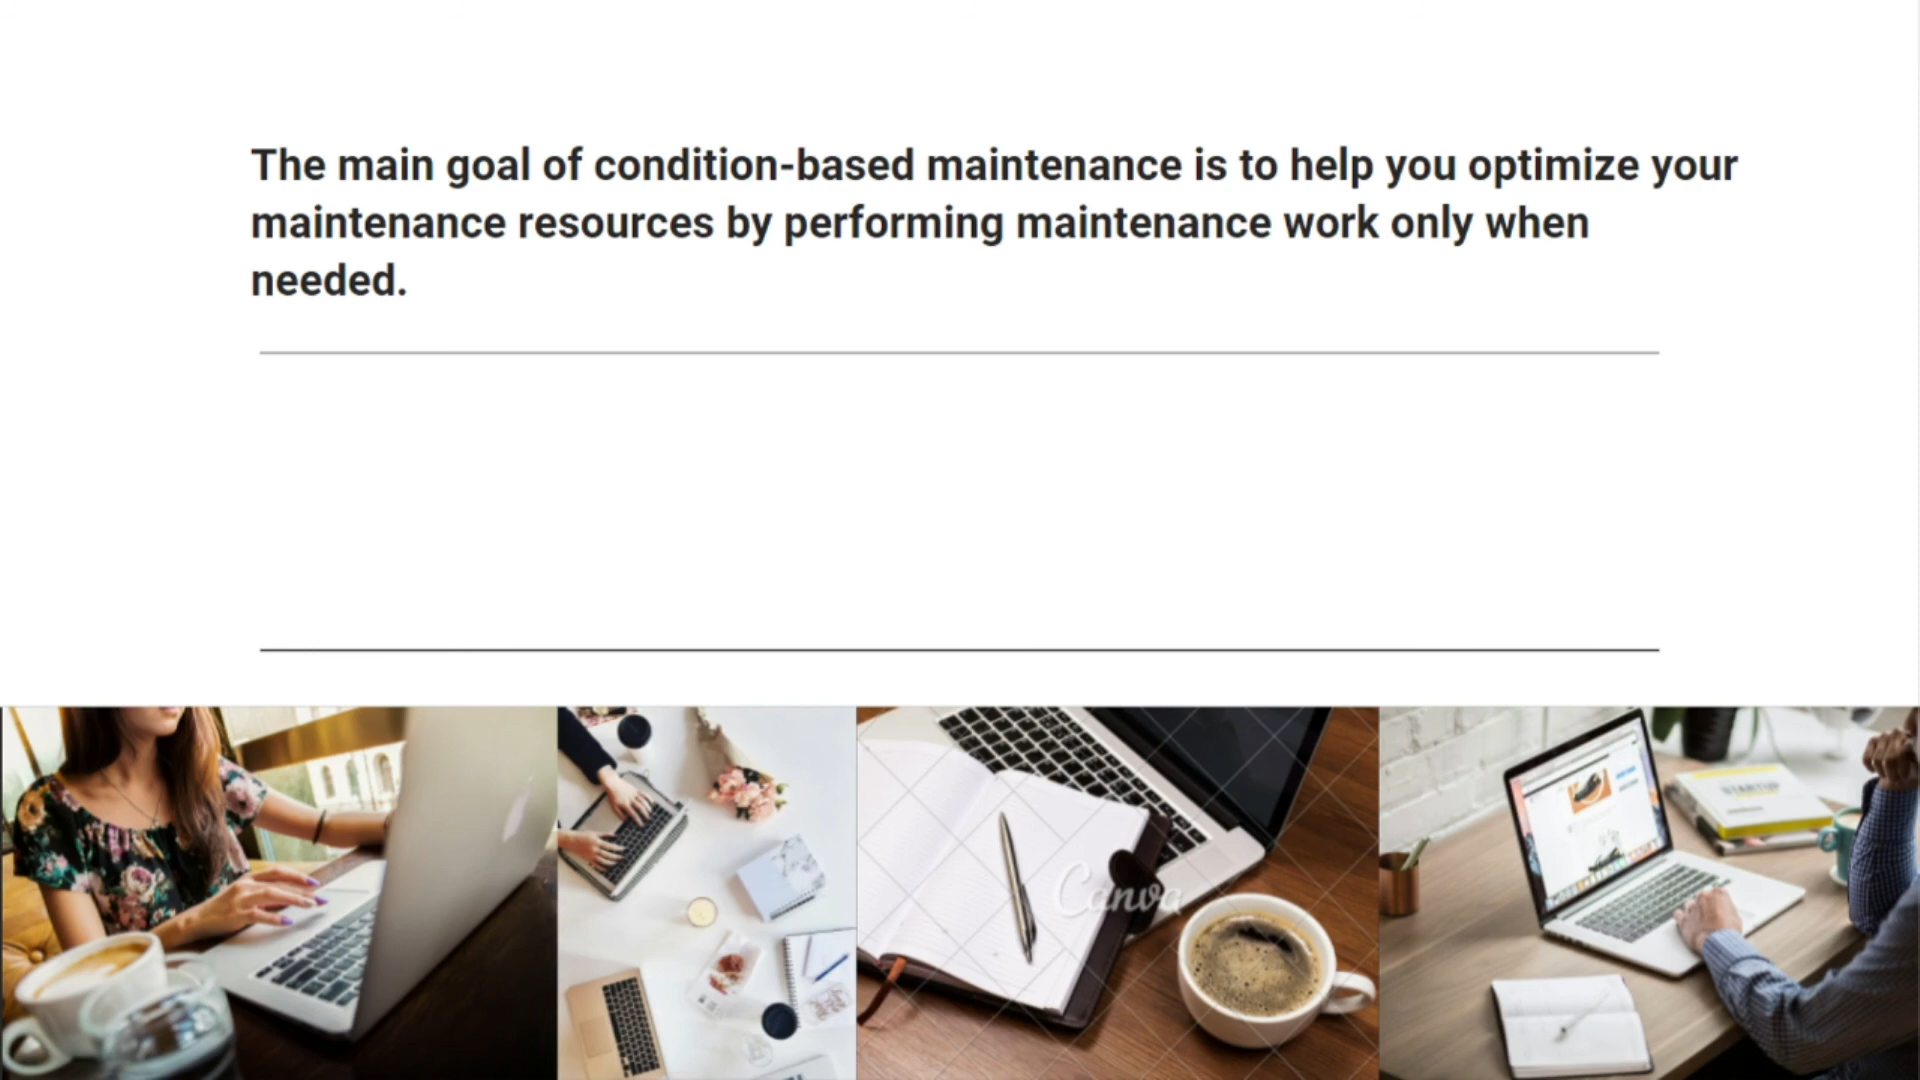 The main goal of condition-based maintenance is to help you optimize your
maintenance resources by performing maintenance work only when
needed.
Canva
STARTUP